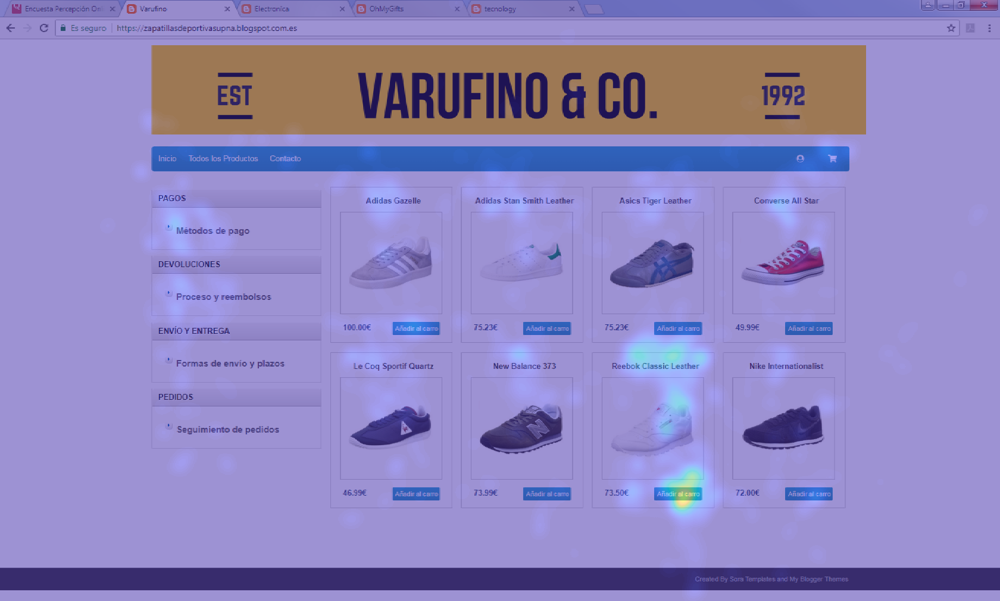 Encuesta Percepción Onl
Varufino
Electronica
OhMyGifts
tecnology
Es seguro
https://zapatillasdeportivasupna.blogspot.com.es
EST
VARUFINO & CO.
1992
Inicio
Todos los Productos
Contacto
PAGOS
Métodos de pago
DEVOLUCIONES
Proceso y reembolsos
ENVÍO Y ENTREGA
Formas de envío y plazos
PEDIDOS
Seguimiento de pedidos
Adidas Gazelle
Adidas Stan Smith Leather
Asics Tiger Leather
Converse All Star
100.00€ Añadir al carro
75.23€ Añadir al carro
75.23€ Añadir al carro
49.99€ Añadir al carro
Le Coq Sportif Quartz
New Balance 373
Reebok Classic Leather
Nike Internationalist
46.99€ Añadir al carro
73.99€ Añadir al carro
73.50€ Añadir al carro
72.00€ Añadir al carro
Created By Sora Templates and My Blogger Themes